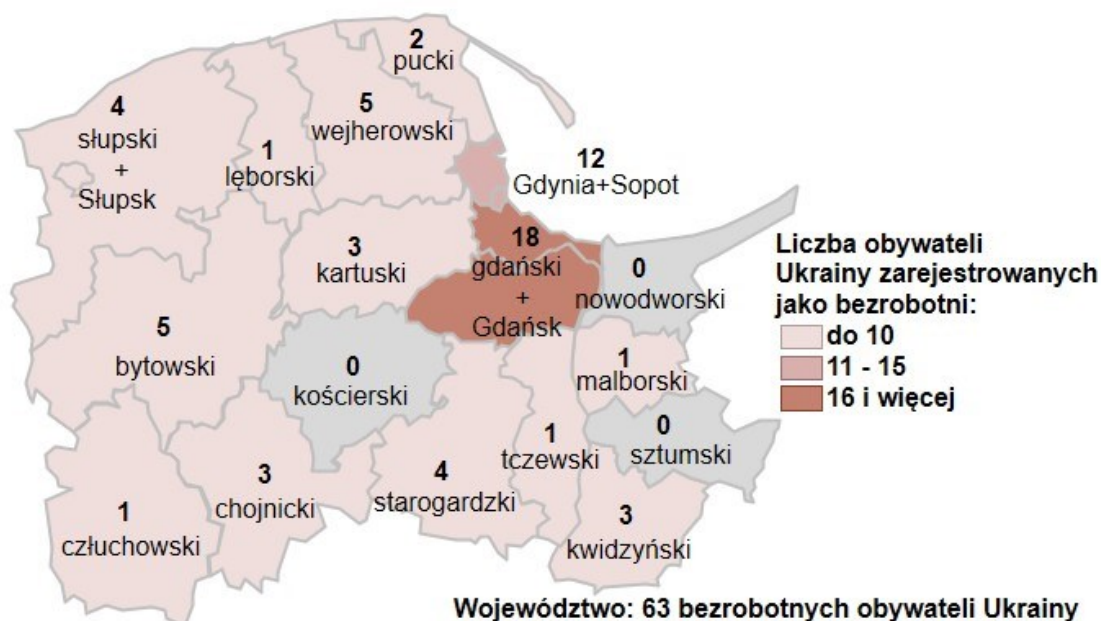 2
pucki
4
słupski
+
Słupsk
5
wejherowski
1
lęborski
12
Gdynia+Sopot
3
kartuski
18
gdański
+
Gdańsk
0
nowodworski
5
bytowski
0
kościerski
1
malborski
0
sztumski
1
tczewski
4
starogardzki
3
chojnicki
1
człuchowski
3
kwidzyński
Liczba obywateli
Ukrainy zarejestrowanych
jako bezrobotni:
do 10
11 - 15
16 i więcej
Województwo: 63 bezrobotnych obywateli Ukrainy